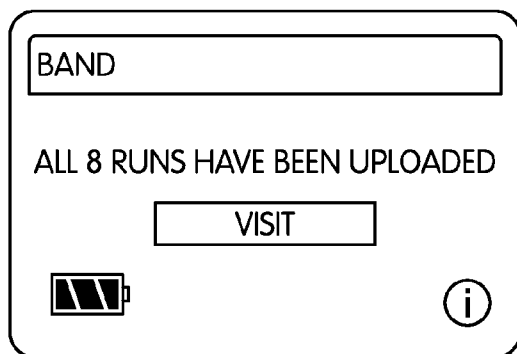 BAND
ALL 8 RUNS HAVE BEEN UPLOADED
VISIT
i